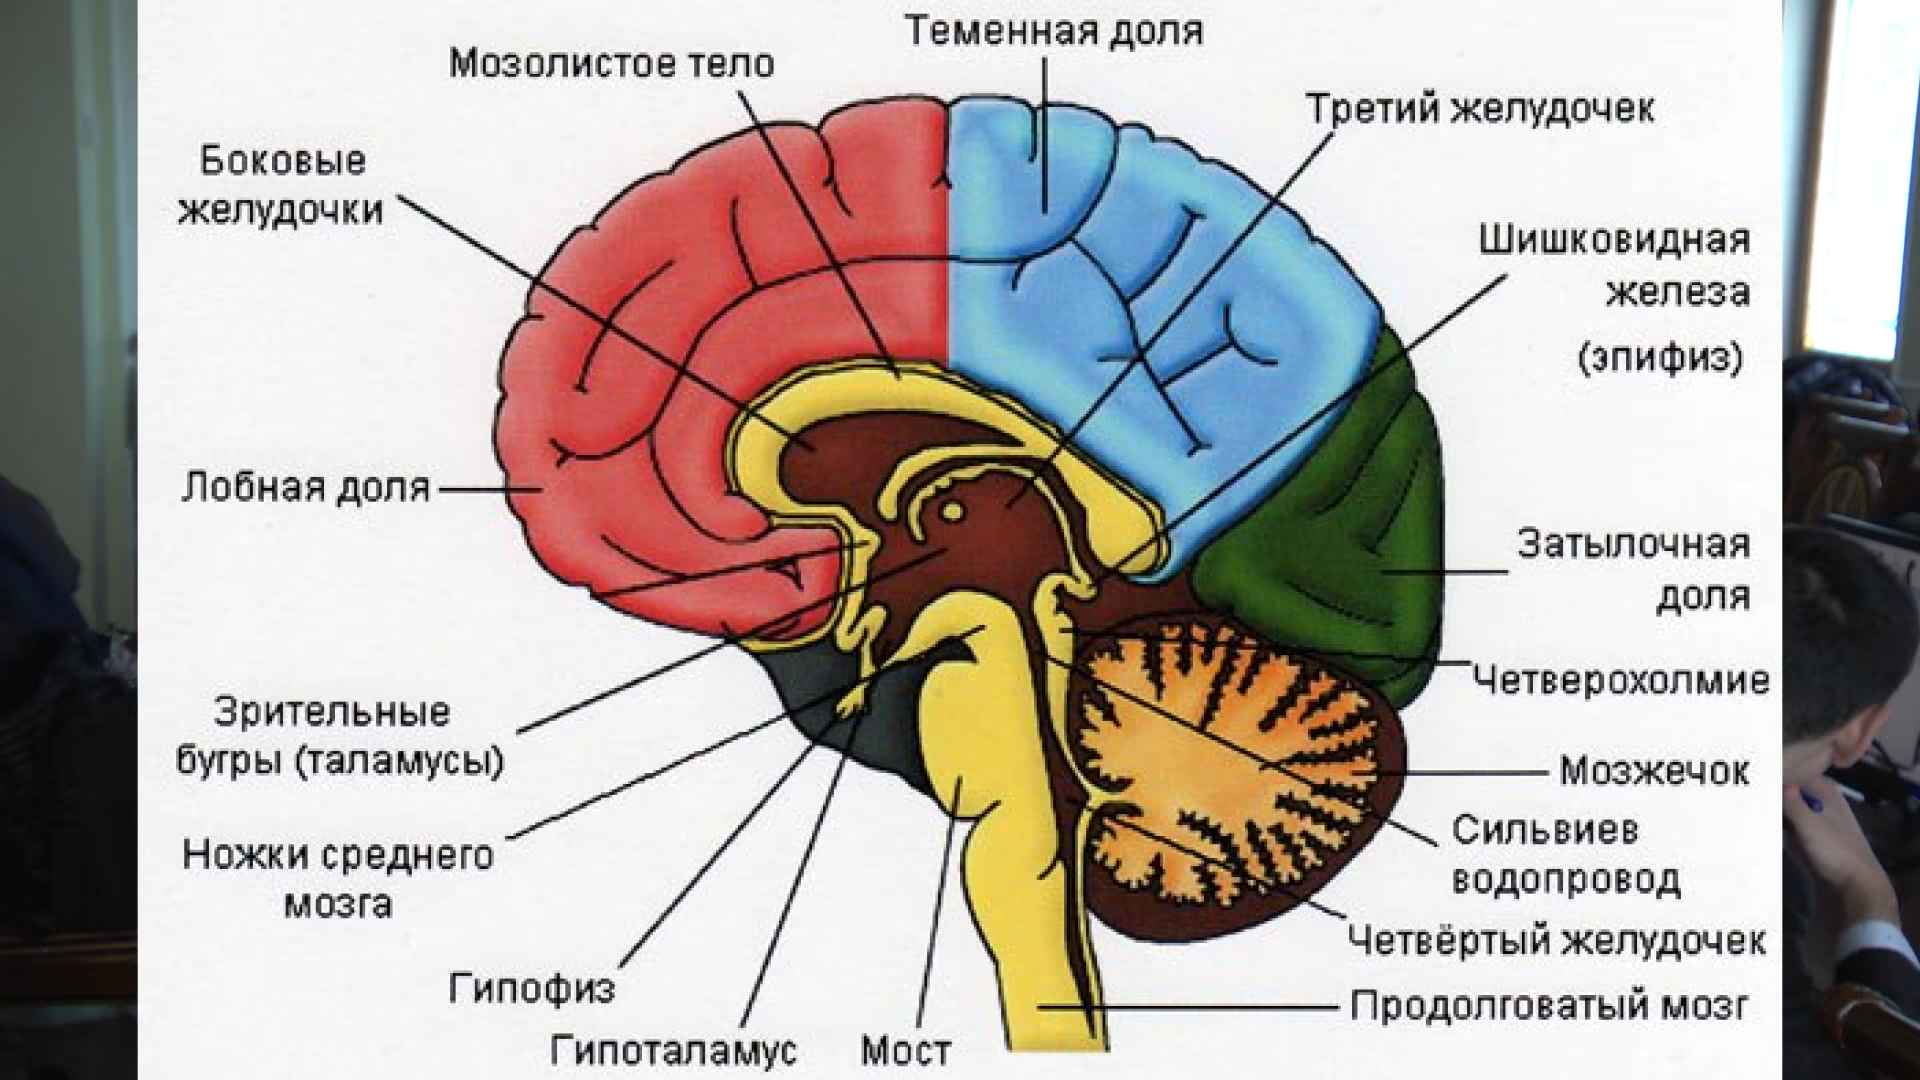 Теменная доля
Мозолистое тело
Третий желудочек
Боковые
желудочки
Шишковидная
железа
(эпифиз)
Лобная доля
Затылочная
доля
Зрительные
бугры (таламусы)
Четверохолмие
Мозжечок
Ножки среднего
мозга
Сильвиев
водопровод
Четвёртый желудочек
Гипофиз
Продолговатый мозг
Гипоталамус
Мост